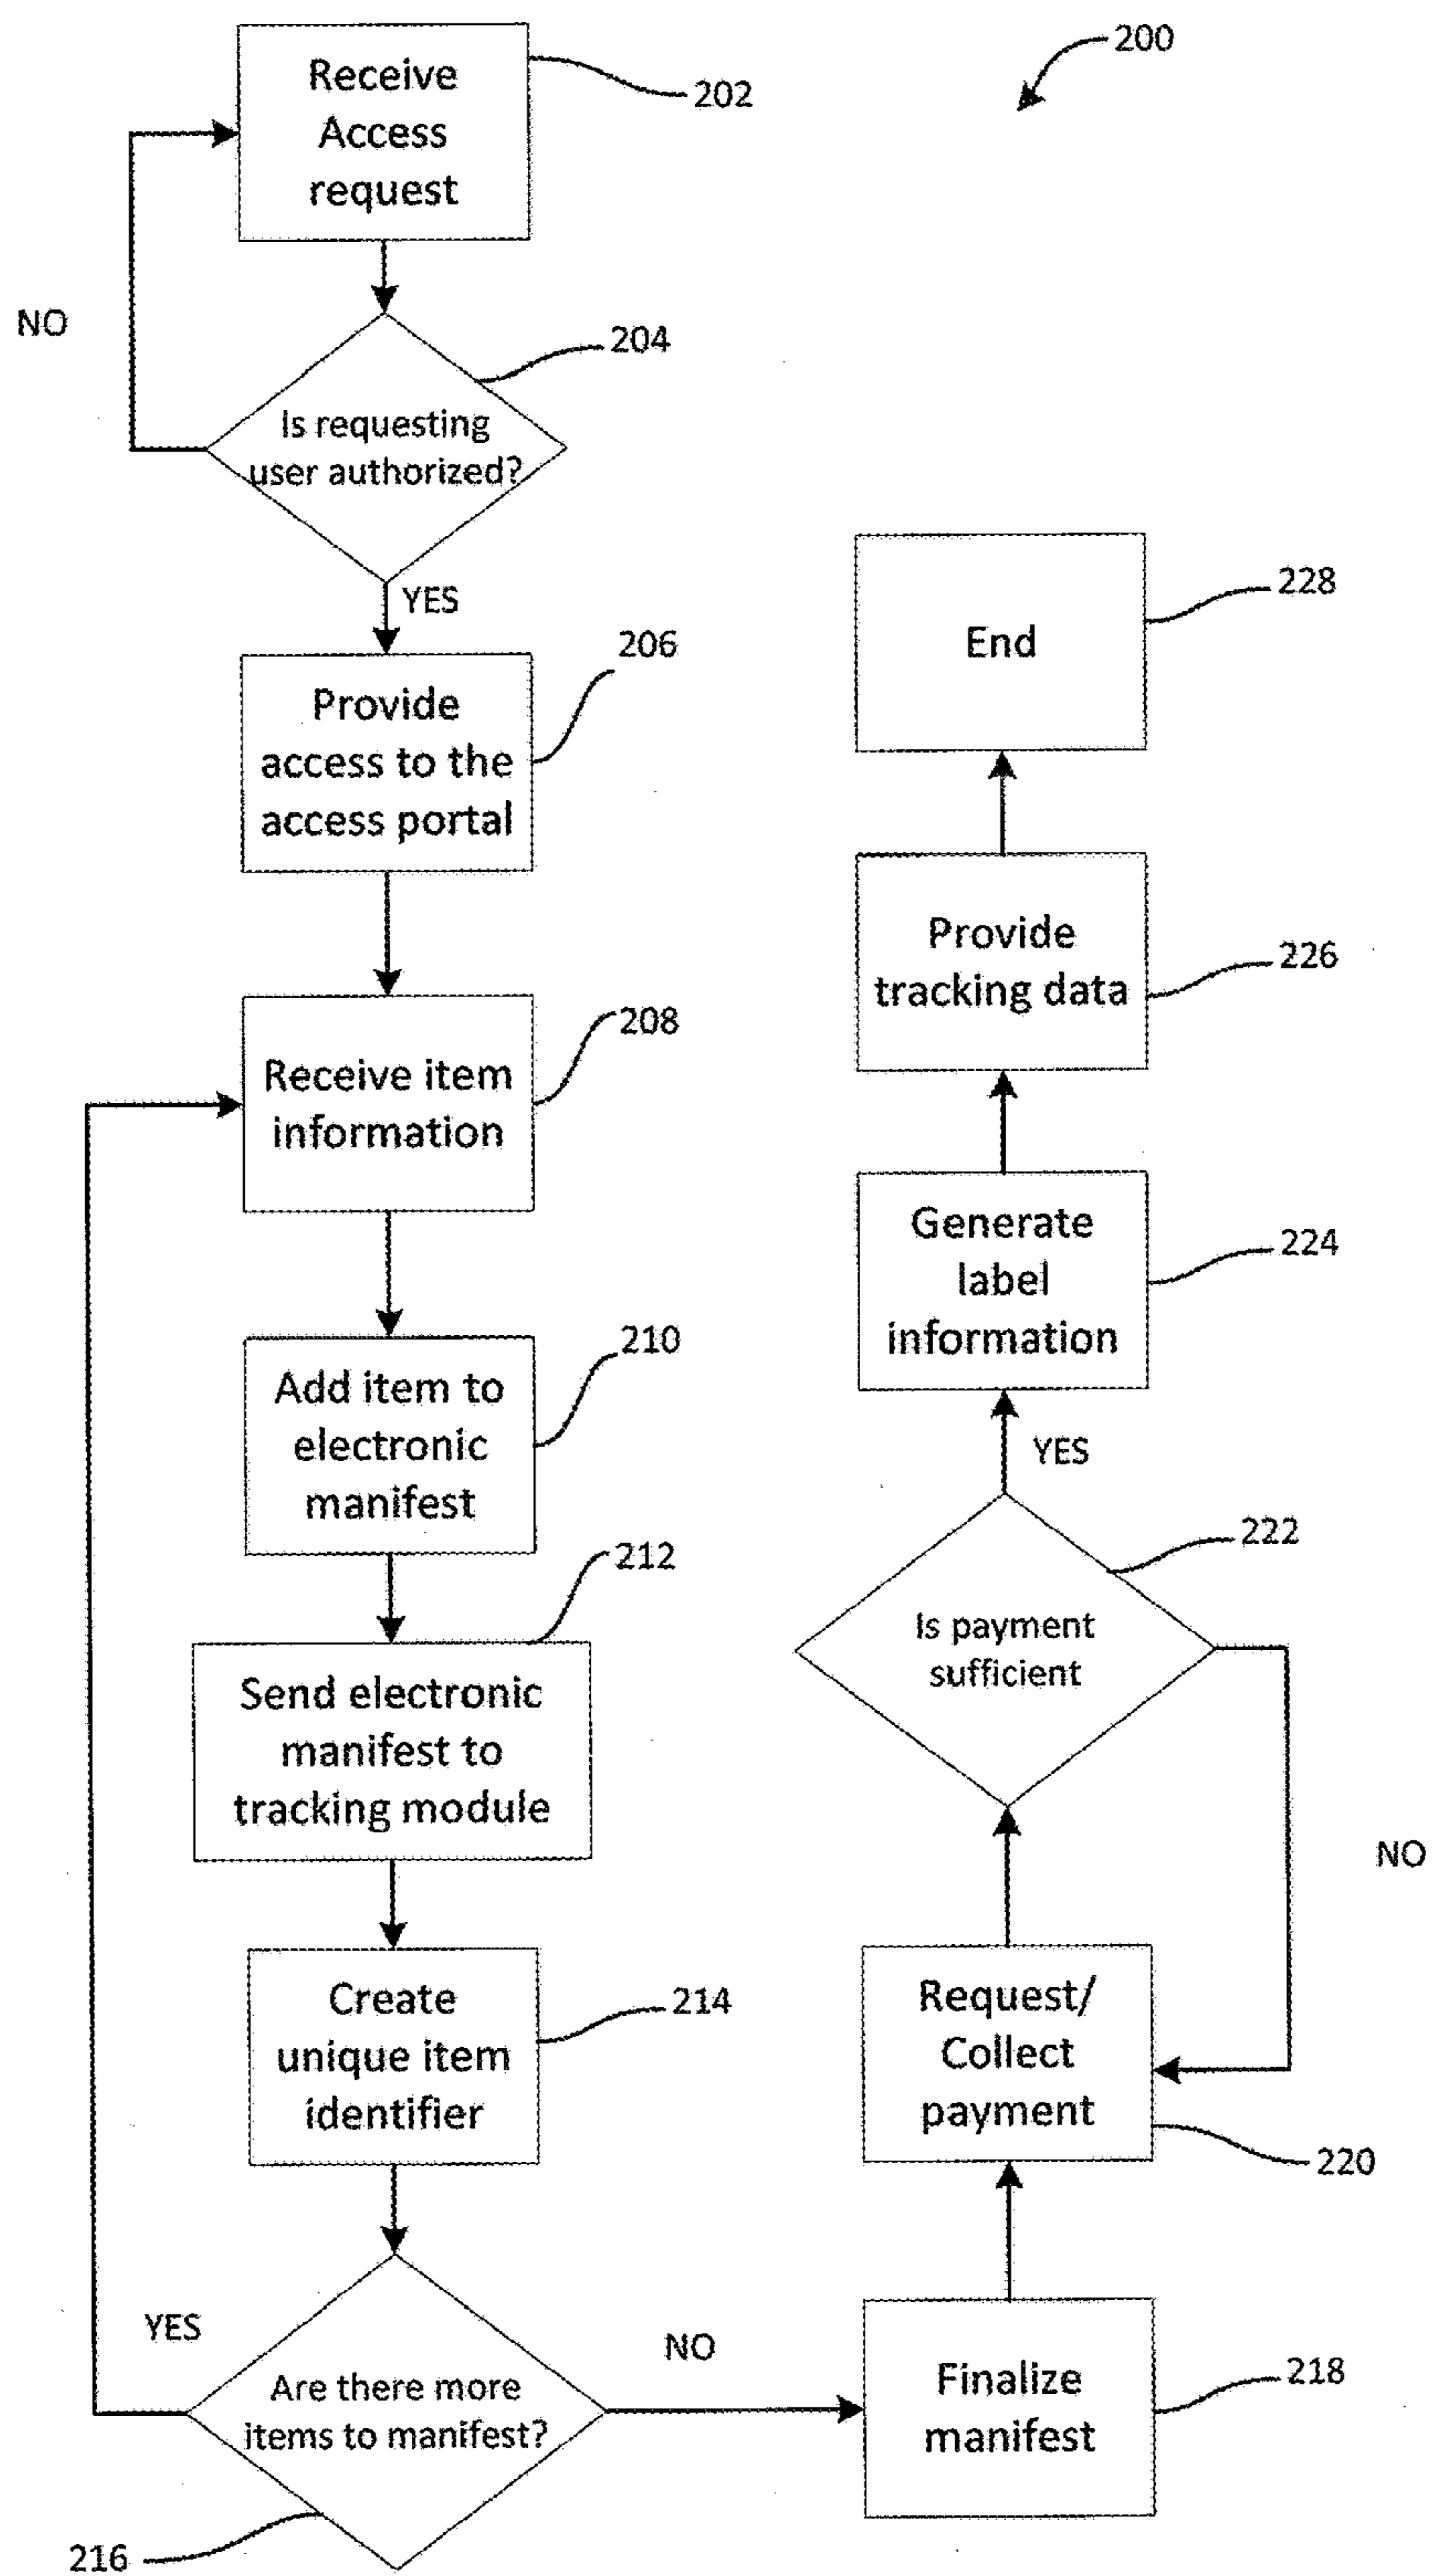 200
Receive
Access
request
202
NO
204
Is requesting
user authorized?
YES
206
Provide
access to the
access portal
208
Receive item
information
210
Add item to
electronic
manifest
212
Send electronic
manifest to
tracking module
Create
unique item
identifier
214
YES
Are there more
items to manifest?
216
NO
Finalize
manifest
218
Request/
Collect
payment
220
NO
Is payment
sufficient
222
YES
Generate
label
information
224
Provide
tracking data
226
End
228